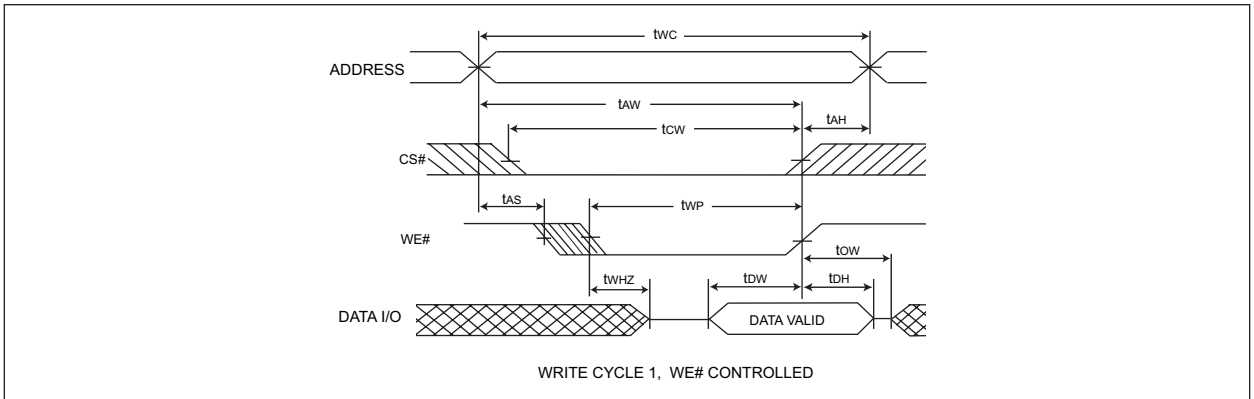 tWC
ADDRESS
tAW
tAH
tCW
CS#
tAS
tWP
WE#
tOW
tWHZ
tDW
tDH
DATA I/O
DATA VALID
WRITE CYCLE 1, WE# CONTROLLED